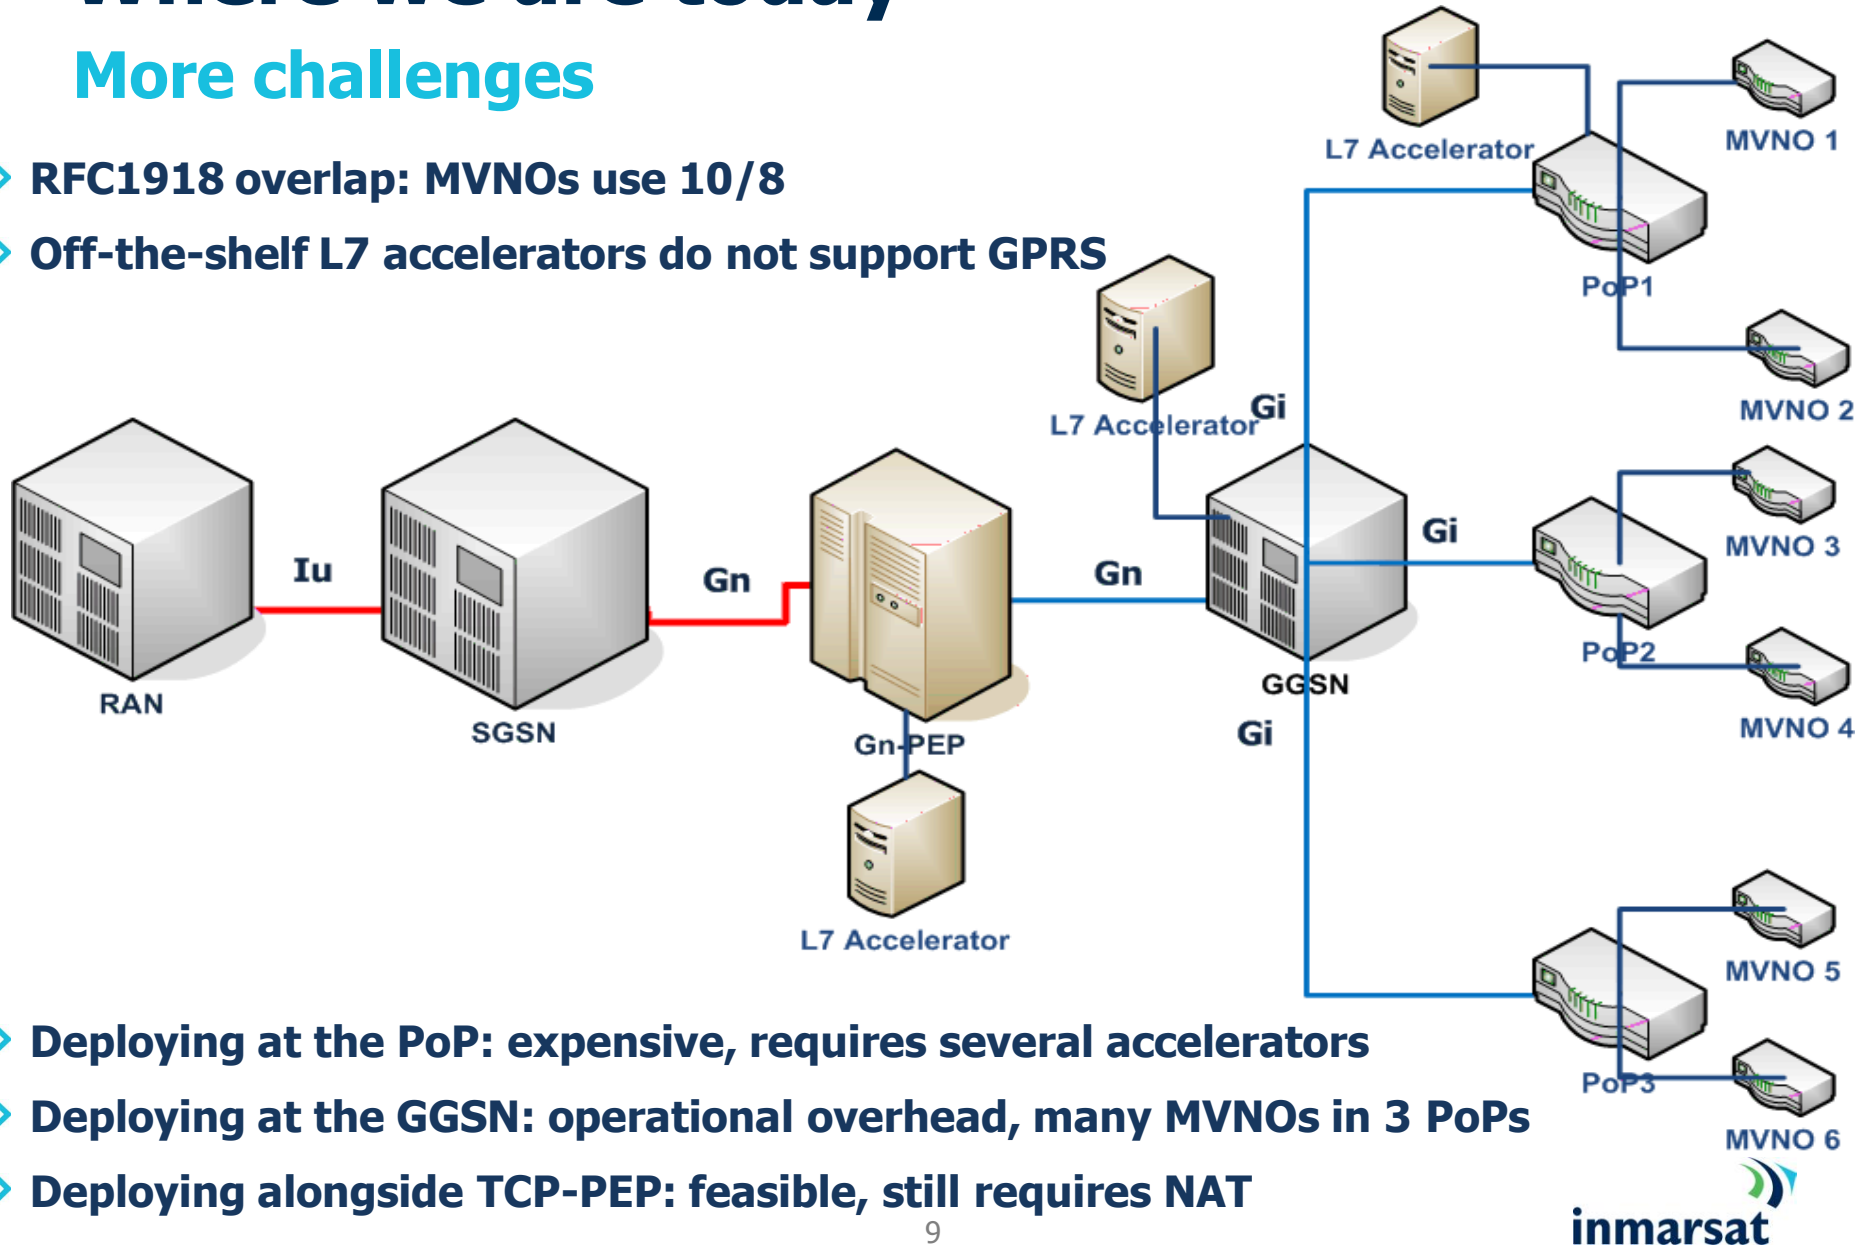 Where we are today
More challenges
RFC1918 overlap: MVNOs use 10/8
Off-the-shelf L7 accelerators do not support GPRS
L7 Accelerator
MVNO 1
PoP1
MVNO 2
L7 Accelerator
Gi
MVNO 3
Gi
Iu
Gn
Gn
PoP2
GGSN
RAN
SGSN
Gn-PEP
Gi
MVNO 4
L7 Accelerator
MVNO 5
PoP3
MVNO 6
Deploying at the PoP: expensive, requires several accelerators
Deploying at the GGSN: operational overhead, many MVNOs in 3 PoPs
Deploying alongside TCP-PEP: feasible, still requires NAT
9
inmarsat